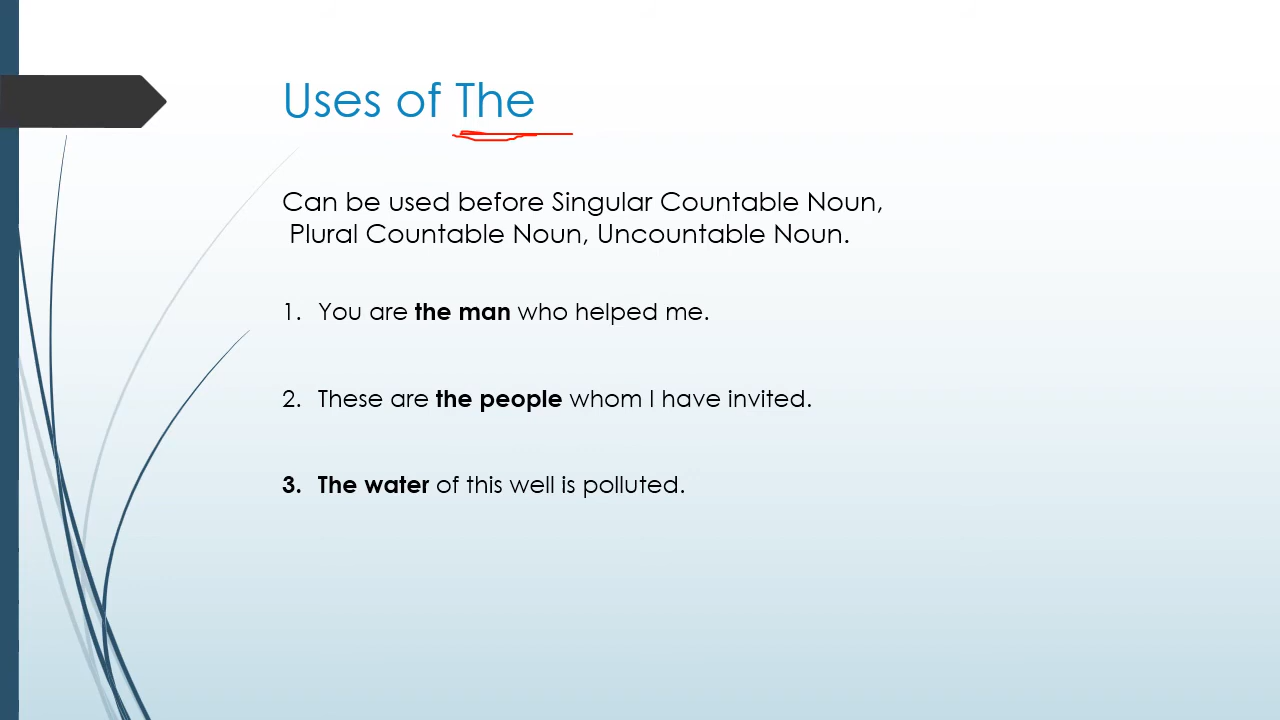 Uses of The
Can be used before Singular Countable Noun,
Plural Countable Noun, Uncountable Noun.
1. You are the man who helped me.
2. These are the people whom I have invited.
3. The water of this well is polluted.